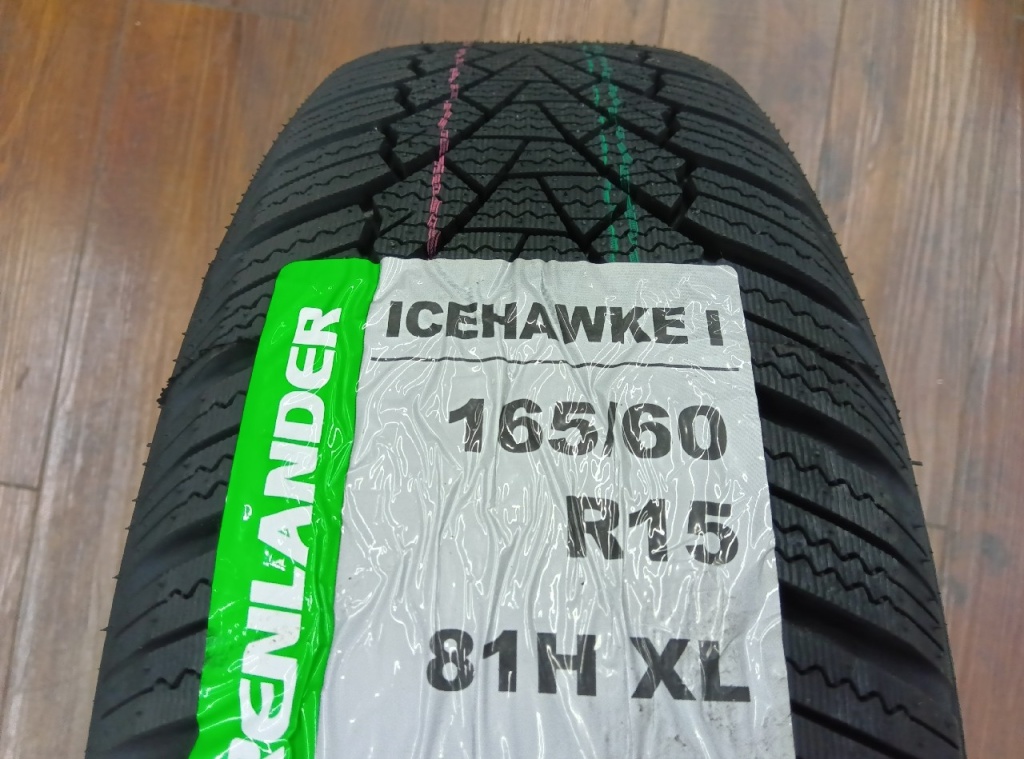 RENLANDER
ICEHAWKE I
165/60
R15
81H XL